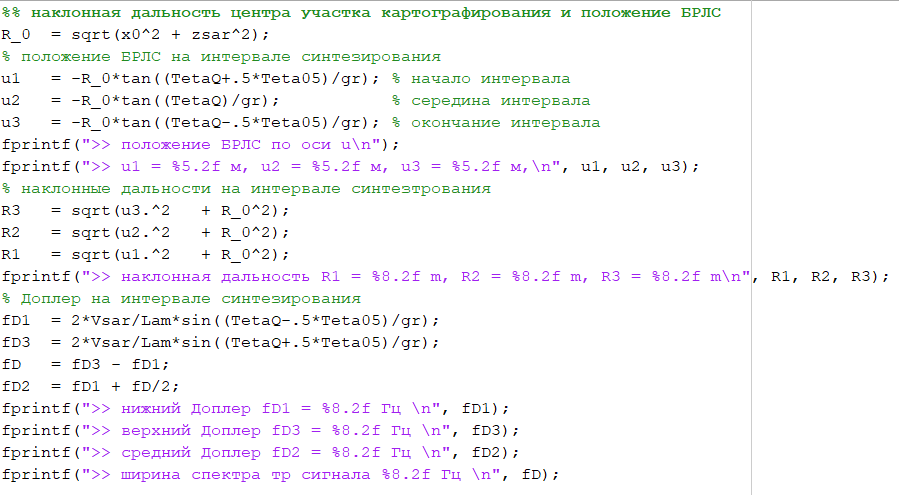 %% наклонная дальность центра участка картографирования и положение БРЛС
R_0  = sqrt(x0^2 + zsar^2);
% положение БРЛС на интервале синтезирования
u1   = -R_0*tan((TetaQ+.5*Teta05)/gr); % начало интервала
u2   = -R_0*tan((TetaQ)/gr);           % середина интервала
u3   = -R_0*tan((TetaQ-.5*Teta05)/gr); % окончание интервала
fprintf(">> положение БРЛС по оси u\n");
fprintf(">> u1 = %5.2f м, u2 = %5.2f м, u3 = %5.2f м,\n", u1, u2, u3);
% наклонные дальности на интервале синтезтрования
R3   = sqrt(u3.^2   + R_0^2);
R2   = sqrt(u2.^2   + R_0^2);
R1   = sqrt(u1.^2   + R_0^2);
fprintf(">> наклонная дальность R1 = %8.2f m, R2 = %8.2f m, R3 = %8.2f m\n", R1, R2, R3);
% Доплер на интервале синтезирования
fD1  = 2*Vsar/Lam*sin((TetaQ-.5*Teta05)/gr);
fD3  = 2*Vsar/Lam*sin((TetaQ+.5*Teta05)/gr);
fD   = fD3 - fD1;
fD2  = fD1 + fD/2;
fprintf(">> нижний Доплер fD1 = %8.2f Гц \n", fD1);
fprintf(">> верхний Доплер fD3 = %8.2f Гц \n", fD3);
fprintf(">> средний Доплер fD2 = %8.2f Гц \n", fD2);
fprintf(">> ширина спектра тр сигнала %8.2f Гц \n", fD);